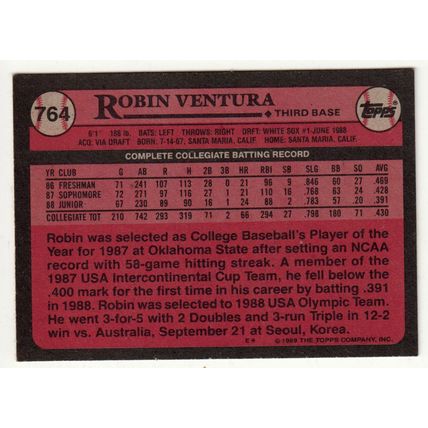 764
ROBIN VENTURA
TOPPS
THIRD BASE
6'1" 188 lb. BATS: LEFT THROWS: RIGHT DRFT: WHITE SOX #1-JUNE 1988
ACQ: VIA DRAFT BORN: 7-14-67, SANTA MARIA, CALIF. HOME: SANTA MARIA, CALIF.
COMPLETE COLLEGIATE BATTING RECORD
YR CLUB G AB R H 2B 3B HR RBI SB SLG BB SO AVG
86 FRESHMAN 71 241 107 113 28 0 21 96 9 .846 60 23 .469
87 SOPHOMORE 72 271 96 116 27 2 21 110 11 .768 63 24 .428
88 JUNIOR 67 230 89 90 16 1 24 88 7 .783 57 20 .391
COLLEGIATE TOT 210 742 293 319 71 2 66 294 27 .798 180 71 .430
Robin was selected as College Baseball's Player of the
Year for 1987 at Oklahoma State after setting an NCAA
record with 58-game hitting streak. A member of the
1987 USA Intercontinental Cup Team, he fell below the
.400 mark for the first time in his career by batting .391
in 1988. Robin was selected to 1988 USA Olympic Team.
He went 3-for-5 with 2 Doubles and 3-run Triple in 12-2
win vs. Australia, September 21 at Seoul, Korea.
© 1989 THE TOPPS COMPANY, INC.